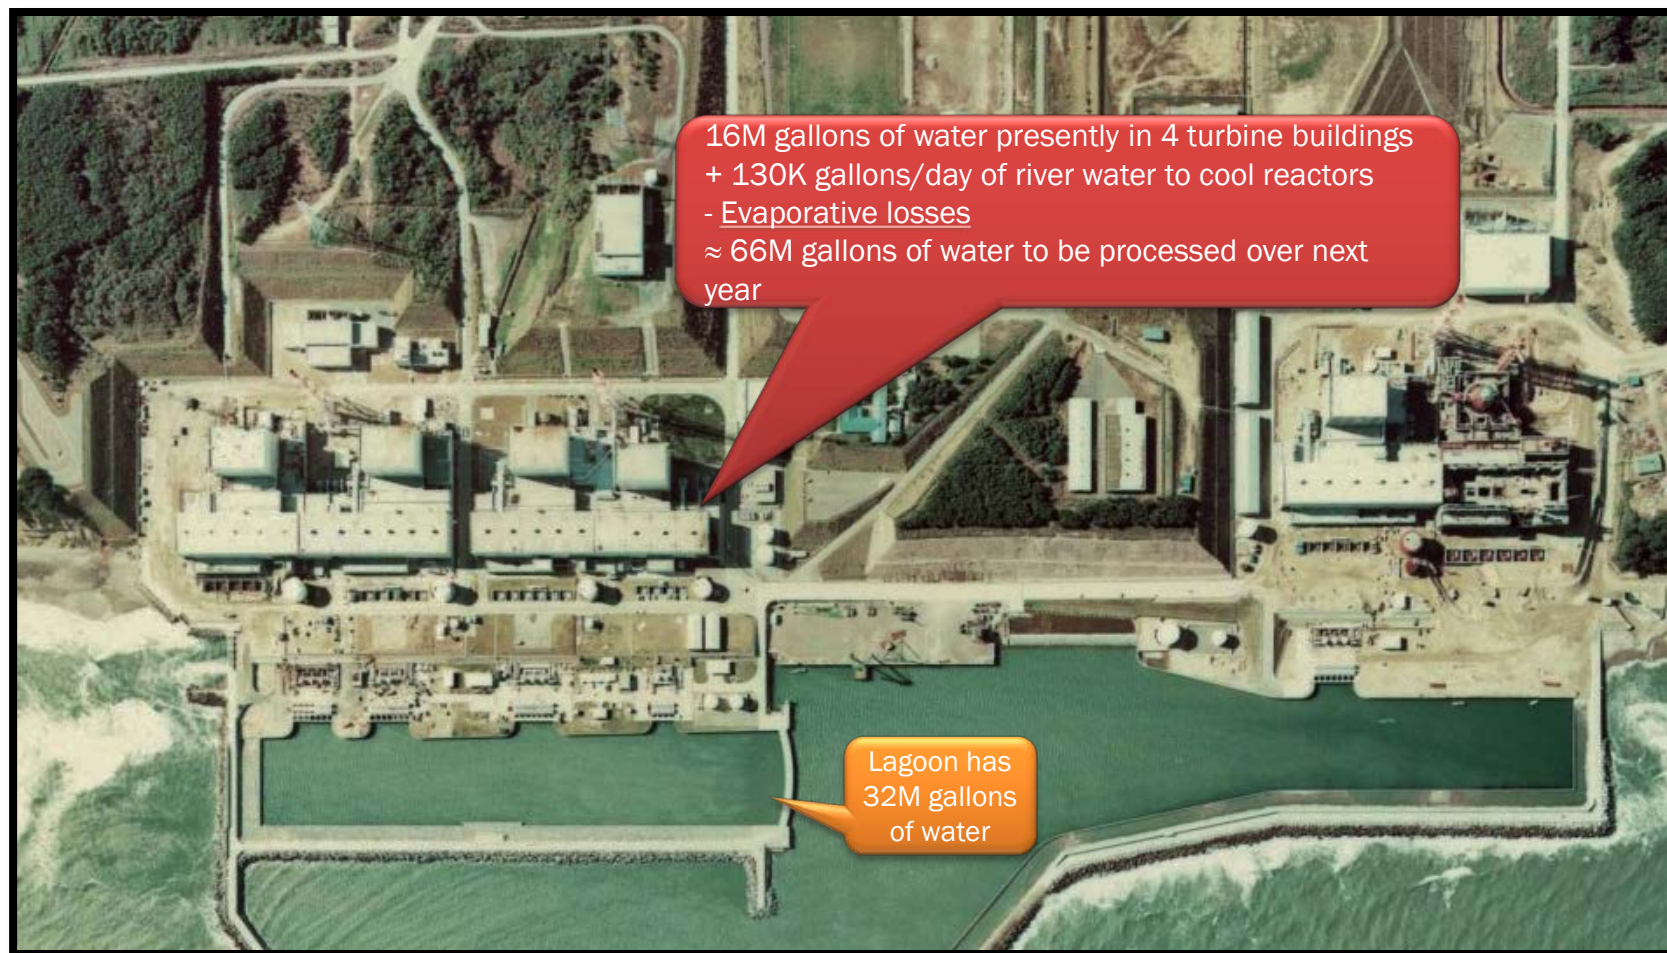 16M gallons of water presently in 4 turbine buildings
+ 130K gallons/day of river water to cool reactors
- Evaporative losses
≈ 66M gallons of water to be processed over next
year
Lagoon has
32M gallons
of water